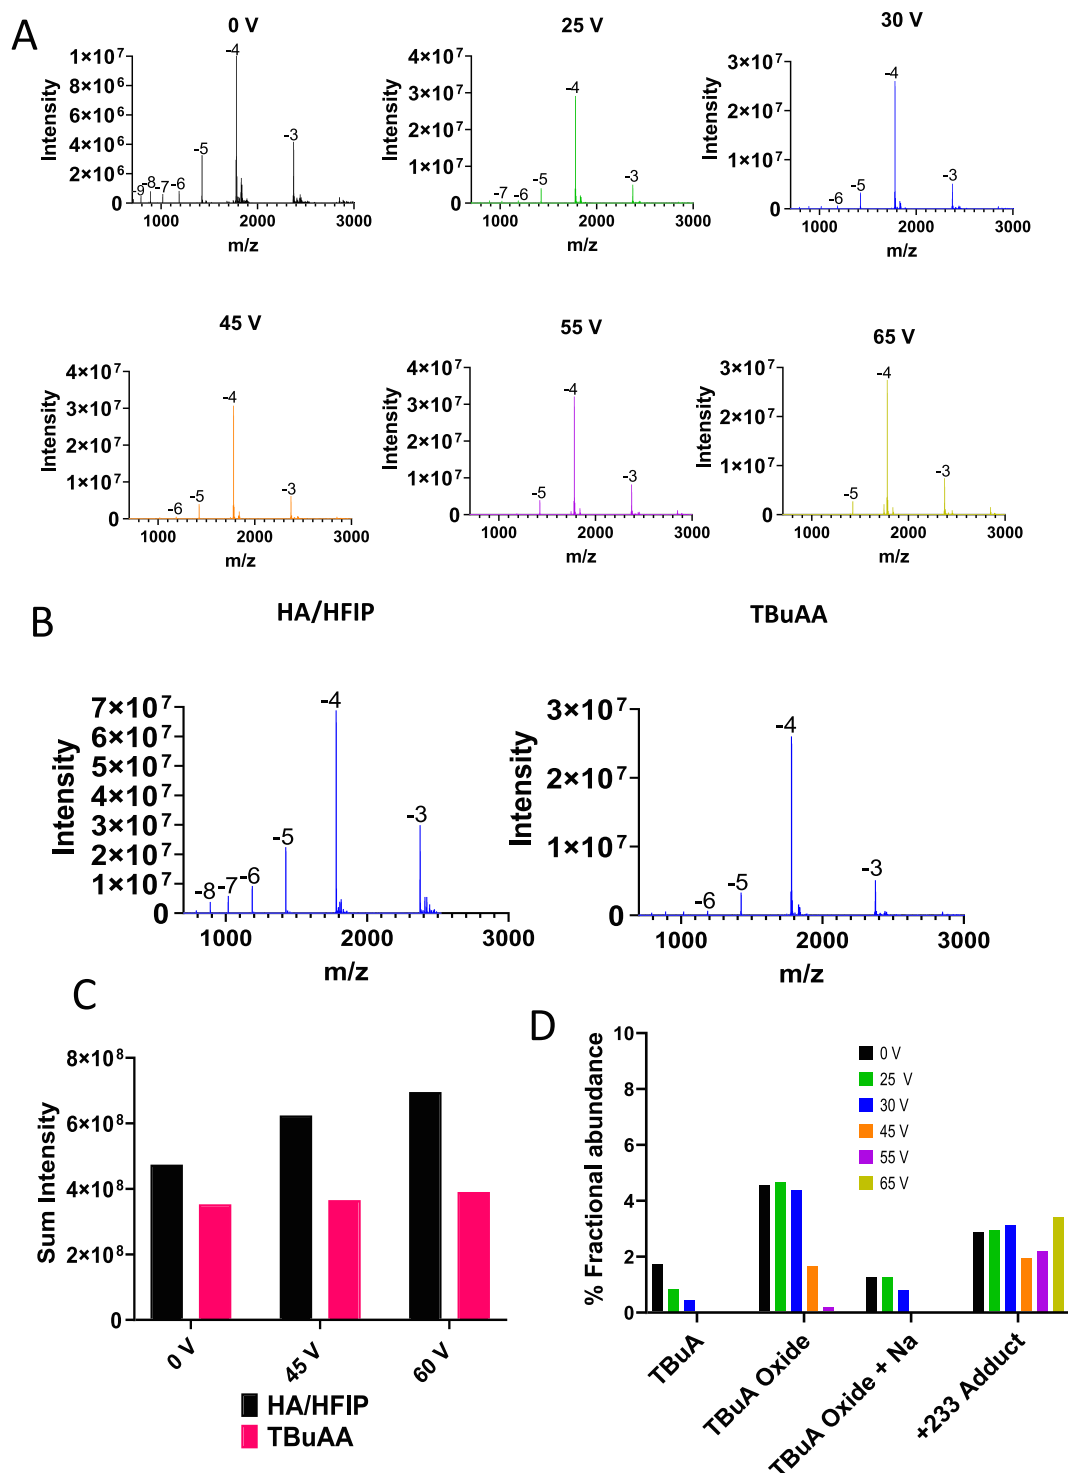 A
0 V
25 V
30 V
Intensity
1×10⁷
8×10⁶
6×10⁶
4×10⁶
2×10⁶
0
-9
-8
-7
-6
-5
-4
-3
1000 2000 3000
m/z
Intensity
4×10⁷
3×10⁷
2×10⁷
1×10⁷
0
-7
-6
-5
-4
-3
1000 2000 3000
m/z
Intensity
3×10⁷
2×10⁷
1×10⁷
0
-6
-5
-4
-3
1000 2000 3000
m/z
45 V
55 V
65 V
Intensity
4×10⁷
3×10⁷
2×10⁷
1×10⁷
0
-6
-5
-4
-3
1000 2000 3000
m/z
Intensity
4×10⁷
3×10⁷
2×10⁷
1×10⁷
0
-5
-4
-3
1000 2000 3000
m/z
Intensity
3×10⁷
2×10⁷
1×10⁷
0
-5
-4
-3
1000 2000 3000
m/z
B
HA/HFIP
TBuAA
Intensity
7×10⁷
6×10⁷
5×10⁷
4×10⁷
3×10⁷
2×10⁷
1×10⁷
0
-8
-7
-6
-5
-4
-3
1000 2000 3000
m/z
Intensity
3×10⁷
2×10⁷
1×10⁷
0
-6
-5
-4
-3
1000 2000 3000
m/z
C
Sum Intensity
8×10⁸
6×10⁸
4×10⁸
2×10⁸
0
0 V
45 V
60 V
HA/HFIP
TBuAA
D
% Fractional abundance
10
8
6
4
2
0
0 V
25 V
30 V
45 V
55 V
65 V
TBuA
TBuA Oxide
TBuA Oxide + Na
+233 Adduct